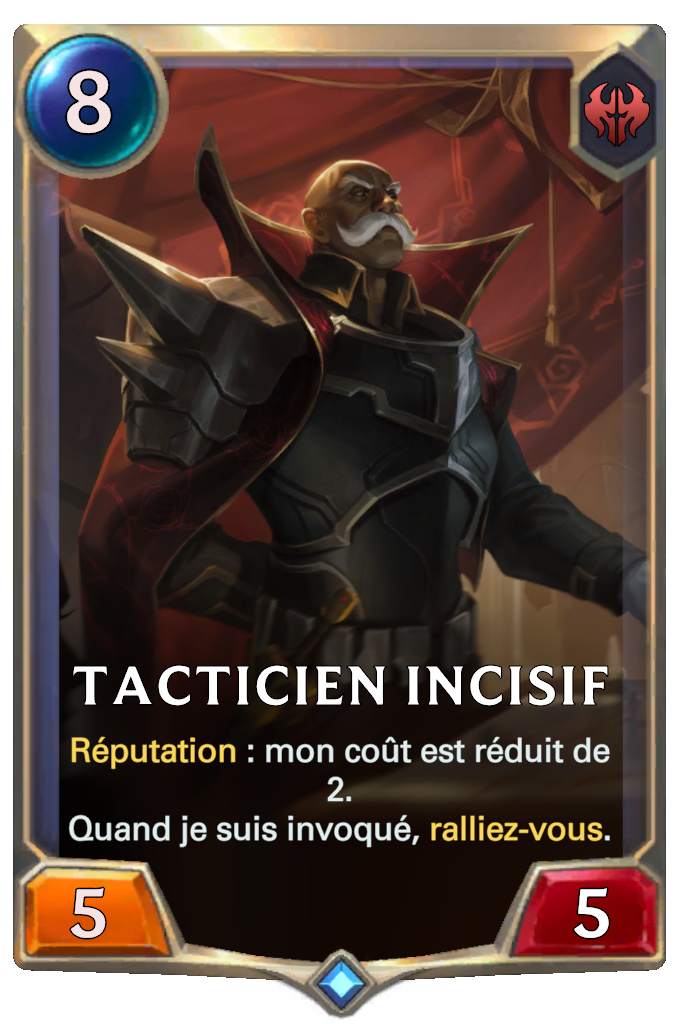 8
TACTICIEN INCISIF
Réputation : mon coût est réduit de
2.
Quand je suis invoqué, ralliez-vous.
5
5